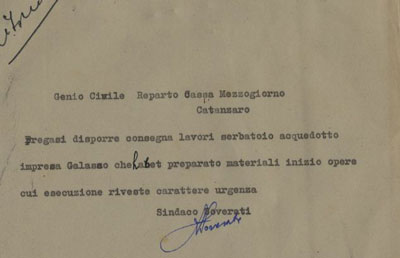 Genio Civile Reparto Cassa Mezzogiorno
Catanzaro
Pregasi disporre consegna lavori serbatoio acquedotto
impresa Galasso che habet preparato materiali inizio opere
cui esecuzione riveste carattere urgenza
Sindaco Soverati